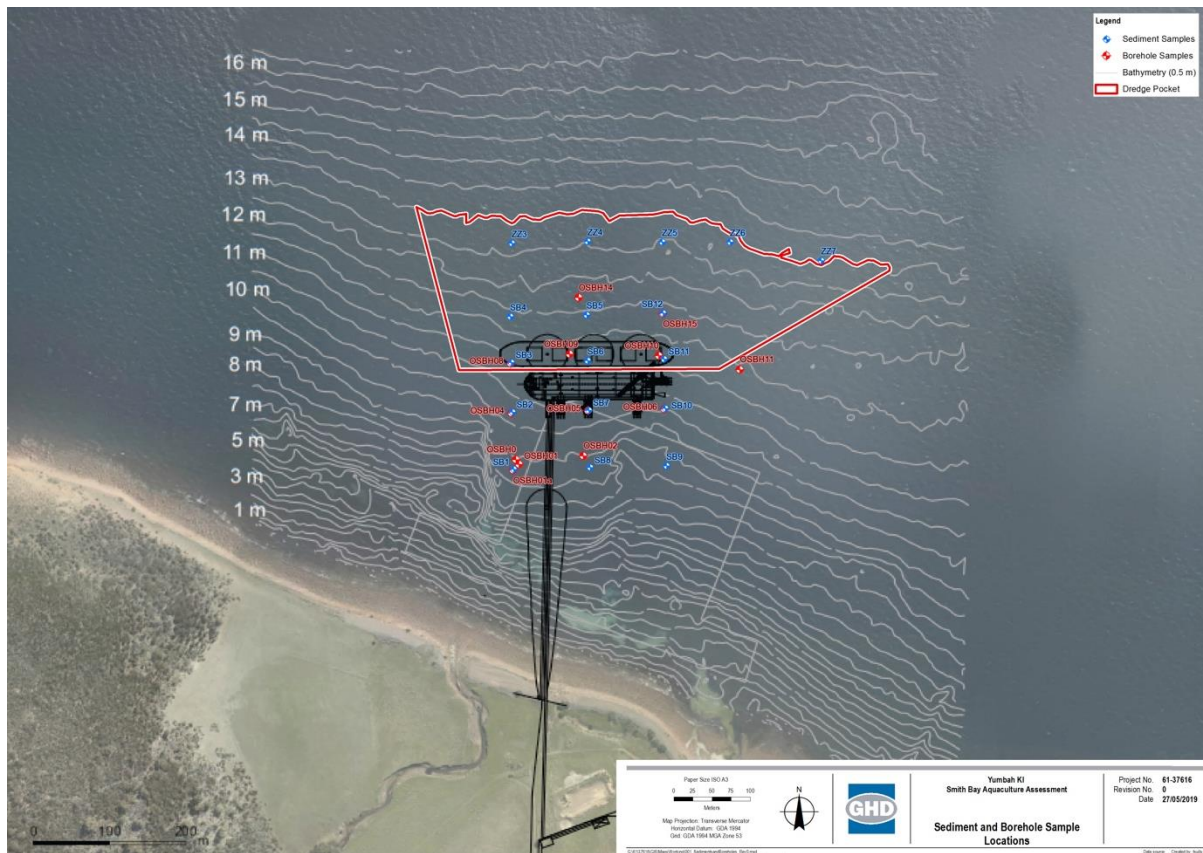 16 m
15 m
14 m
13 m
12 m
11 m
10 m
9 m
8 m
7 m
5 m
3 m
1 m
Legend
Sediment Samples
Borehole Samples
Bathymetry (0.5 m)
Dredge Pocket
ZZ3
ZZ4
ZZ5
ZZ6
ZZ7
OSBH14
SB4
SB5
SB12
OSBH15
OSBH09
OSBH10
OSBH08
SB3
SB6
SB11
OSBH11
OSBH04
SB2
OSBH05
SB7
OSBH06
SB10
OSBH0
OSBH01
OSBH02
SB1
SB8
SB9
OSBH01a
0 190 200
m
Paper Size ISO A3
0 25 50 75 100
Meters
Map Projection: Transverse Mercator
Horizontal Datum: GDA 1994
Grid: GDA 1994 MGA Zone 53
N
GHD
Yumbah KI
Smith Bay Aquaculture Assessment
Sediment and Borehole Sample
Locations
Project No. 61-37616
Revision No. 0
Date 27/05/2019